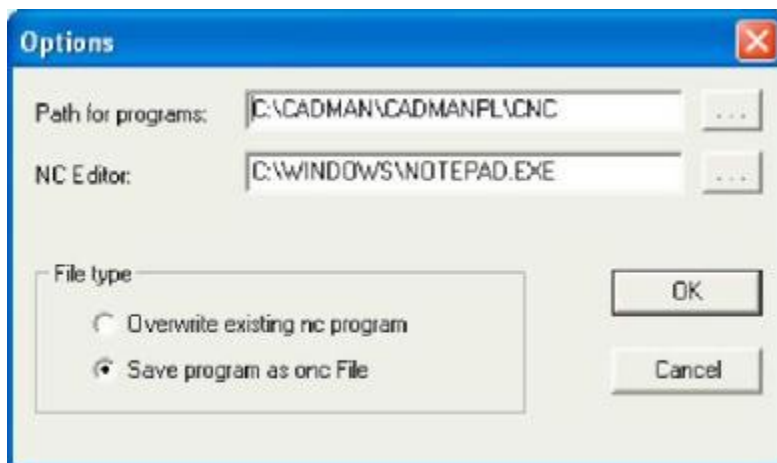 Options
Path for programs: C:\CADMAN\CADMANPL\CNC ...
NC Editor: C:\WINDOWS\NOTEPAD.EXE ...
File type
Overwrite existing nc program
OK
Save program as onc File
Cancel